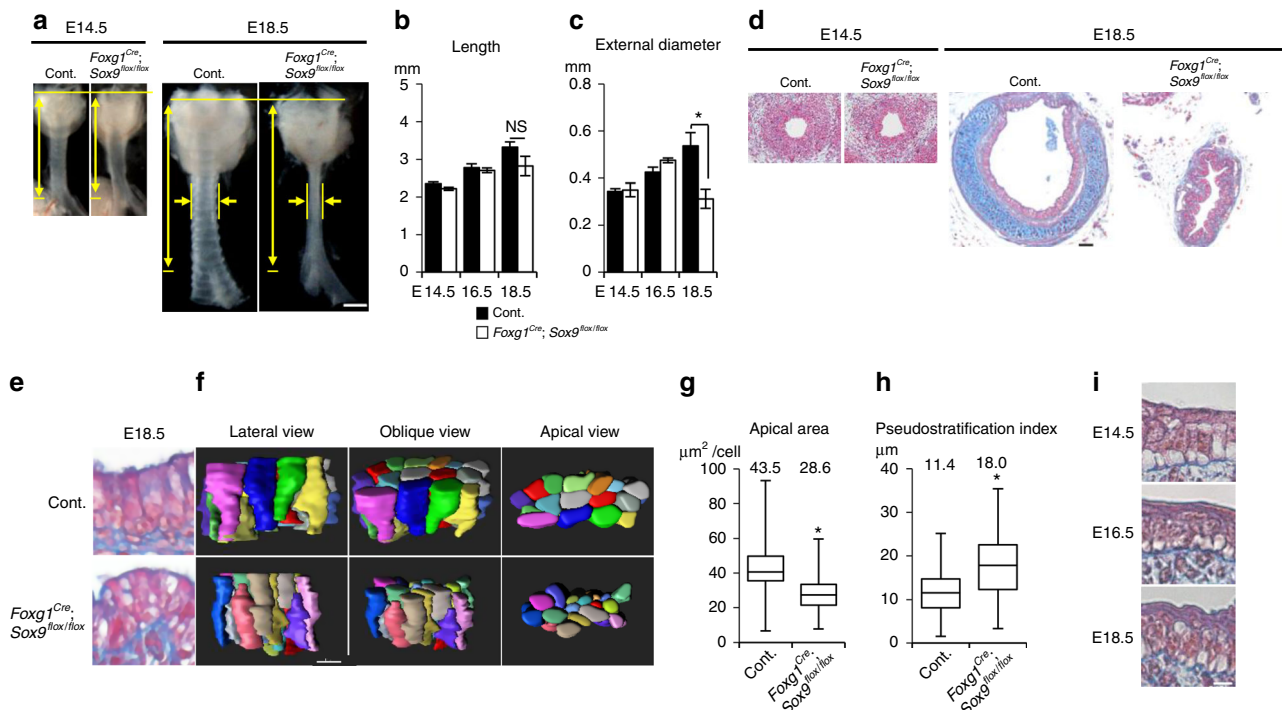 a
E14.5
E18.5
Cont.
Foxg1Cre;
Sox9flox/flox
Cont.
Foxg1Cre;
Sox9flox/flox
b
Length
mm
5
4
3
2
1
0
NS
E 14.5 16.5 18.5
c
External diameter
mm
0.8
0.6
0.4
0.2
0
*
E 14.5 16.5 18.5
Cont.
Foxg1Cre; Sox9flox/flox
d
E14.5
E18.5
Cont.
Foxg1Cre;
Sox9flox/flox
Cont.
Foxg1Cre;
Sox9flox/flox
e
E18.5
Cont.
Foxg1Cre;
Sox9flox/flox
f
Lateral view
Oblique view
Apical view
g
Apical area
μm2 /cell
43.5 28.6
100
80
60
40
20
0
*
Cont.
Foxg1Cre;
Sox9flox/flox
h
Pseudostratification index
μm
11.4 18.0
40
30
20
10
0
*
Cont.
Foxg1Cre;
Sox9flox/flox
i
E14.5
E16.5
E18.5